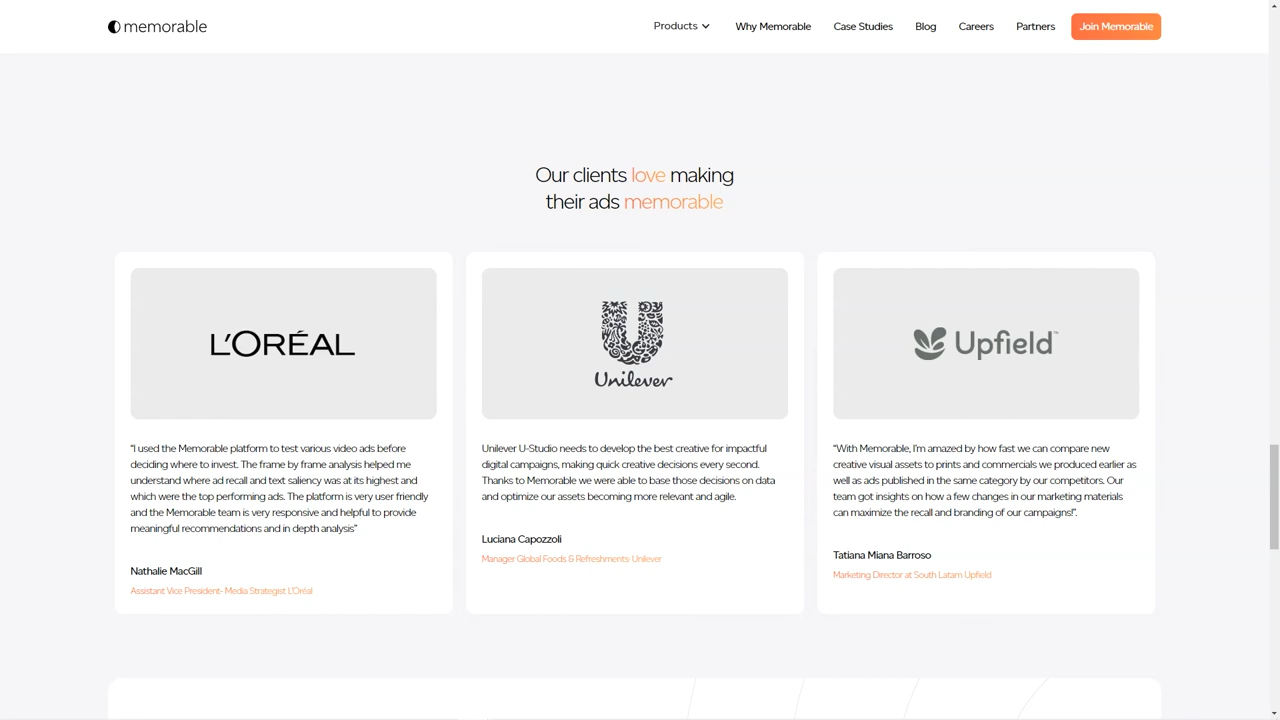 memorable
Products
Why Memorable
Case Studies
Blog
Careers
Partners
Join Memorable
Our clients love making
their ads memorable
L'ORÉAL
"I used the Memorable platform to test various video ads before
deciding where to invest. The frame by frame analysis helped me
understand where ad recall and text saliency was at its highest and
which were the top performing ads. The platform is very user friendly
and the Memorable team is very responsive and helpful to provide
meaningful recommendations and in depth analysis"
Nathalie MacGill
Assistant Vice President- Media Strategist L'Oréal
Unilever
Unilever U-Studio needs to develop the best creative for impactful
digital campaigns, making quick creative decisions every second.
Thanks to Memorable we were able to base those decisions on data
and optimize our assets becoming more relevant and agile.
Luciana Capozzoli
Manager Global Foods & Refreshments- Unilever
Upfield™
"With Memorable, I'm amazed by how fast we can compare new
creative visual assets to prints and commercials we produced earlier as
well as ads published in the same category by our competitors. Our
team got insights on how a few changes in our marketing materials
can maximize the recall and branding of our campaigns!".
Tatiana Miana Barroso
Marketing Director at South Latam Upfield